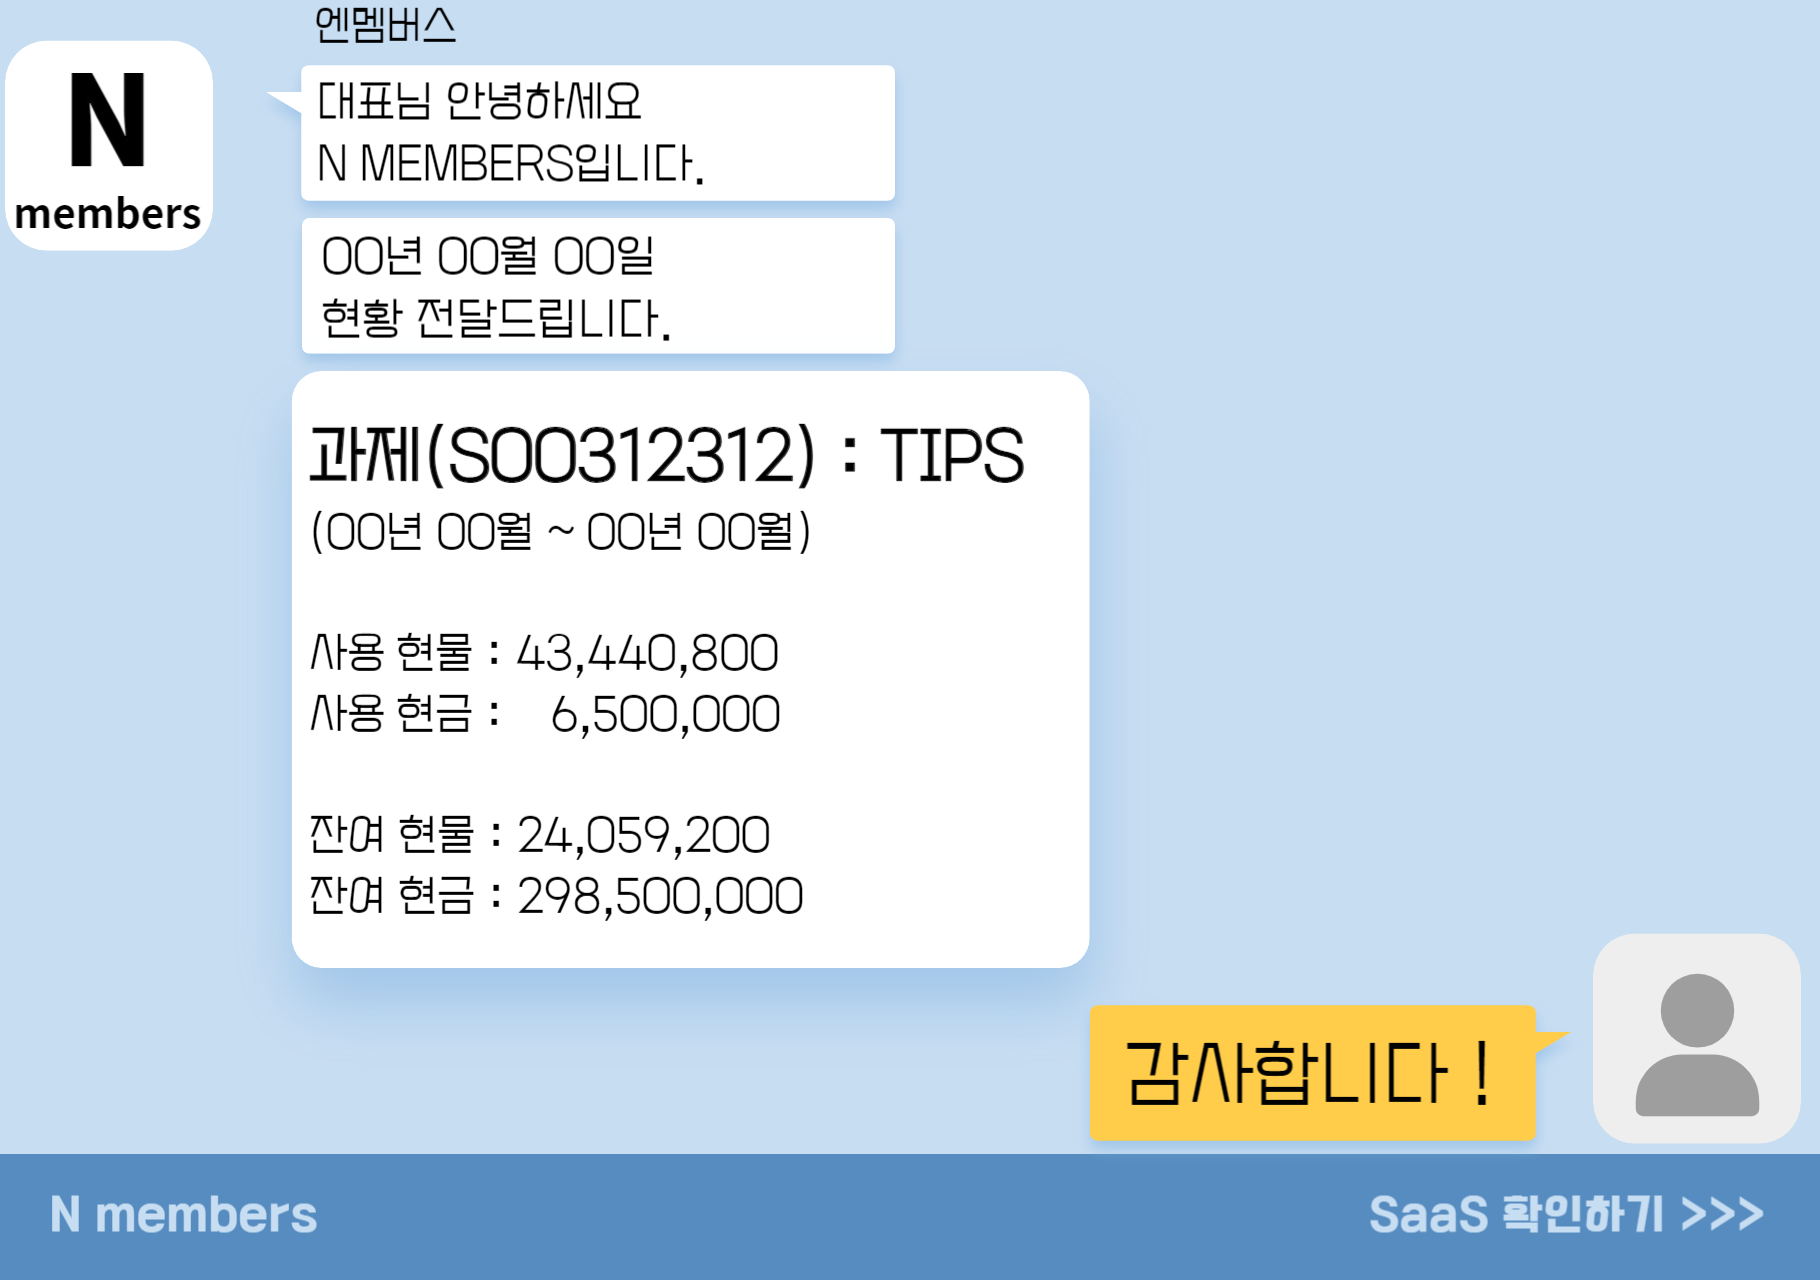 엔멤버스
N
members
대표님 안녕하세요
N MEMBERS입니다.
00년 00월 00일
현황 전달드립니다.
과제(S00312312) : TIPS
(00년 00월 ~ 00년 00월)
사용 현물 : 43,440,800
사용 현금 : 6,500,000
잔여 현물 : 24,059,200
잔여 현금 : 298,500,000
감사합니다 !
N members
SaaS 확인하기 >>>